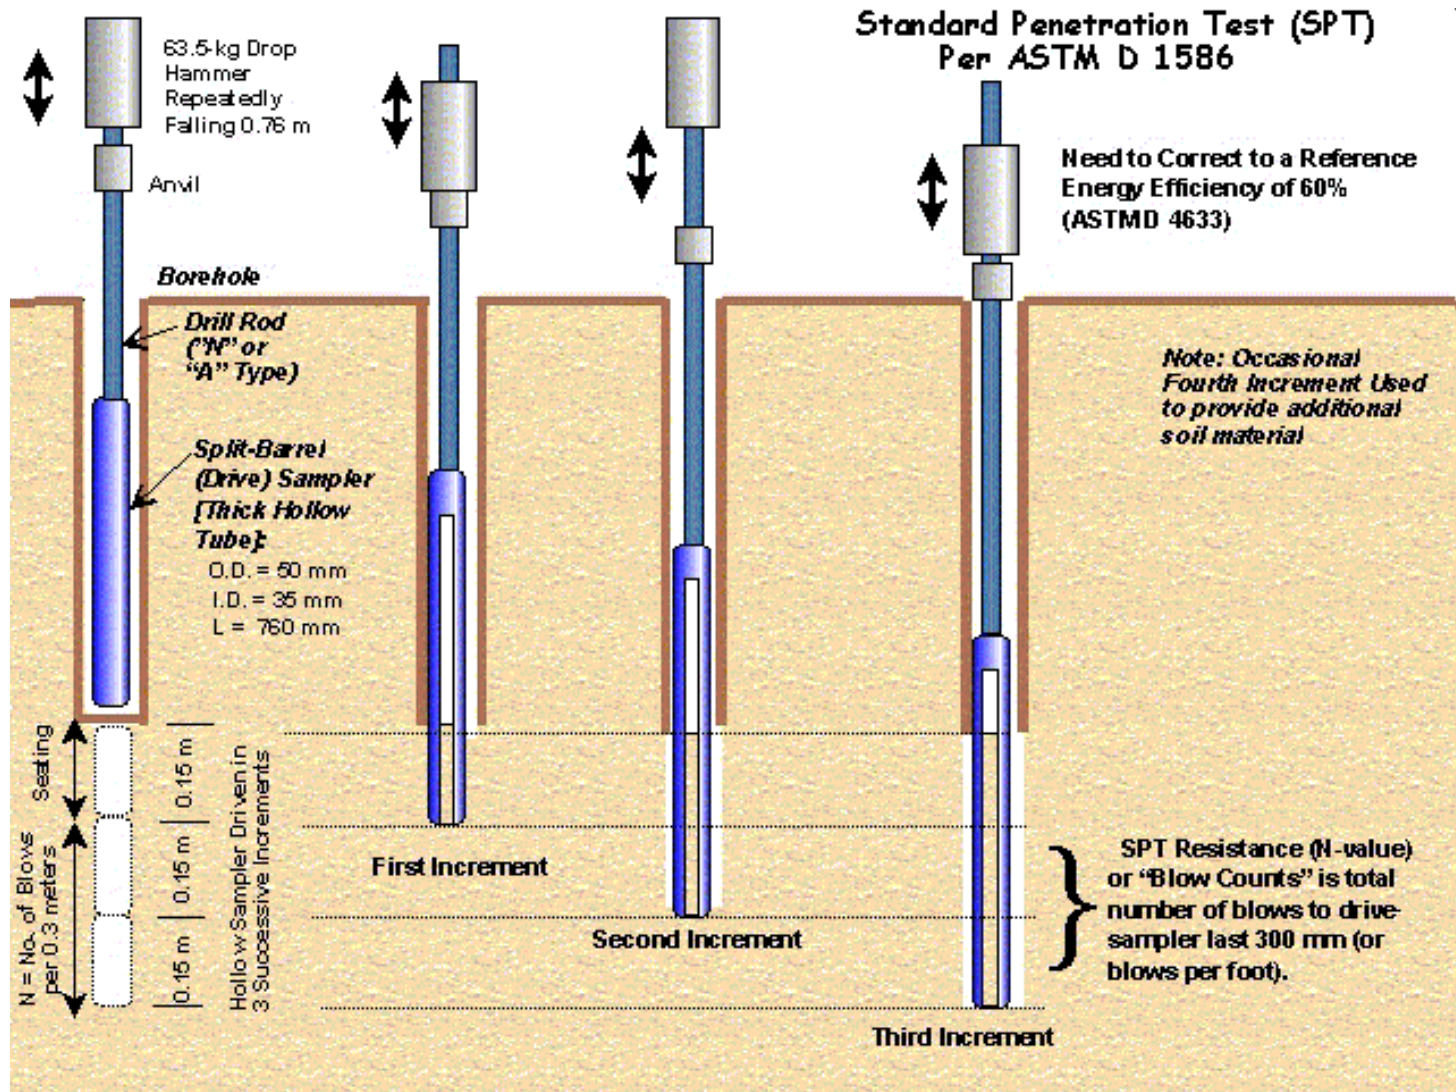 Standard Penetration Test (SPT)
Per ASTM D 1586
63.5-kg Drop
Hammer
Repeatedly
Falling 0.76 m
Anvil
Need to Correct to a Reference
Energy Efficiency of 60%
(ASTMD 4633)
Borehole
Drill Rod
("N" or
"A" Type)
Note: Occasional
Fourth Increment Used
to provide additional
soil material
Split-Barrel
(Drive) Sampler
[Thick Hollow
Tube]:
O.D. = 50 mm
I.D. = 35 mm
L = 760 mm
Seating
N = No. of Blows
per 0.3 meters
0.15 m
0.15 m
0.15 m
Hollow Sampler Driven in
3 Successive Increments
First Increment
Second Increment
Third Increment
SPT Resistance (N-value)
or "Blow Counts" is total
number of blows to drive-
sampler last 300 mm (or
blows per foot).